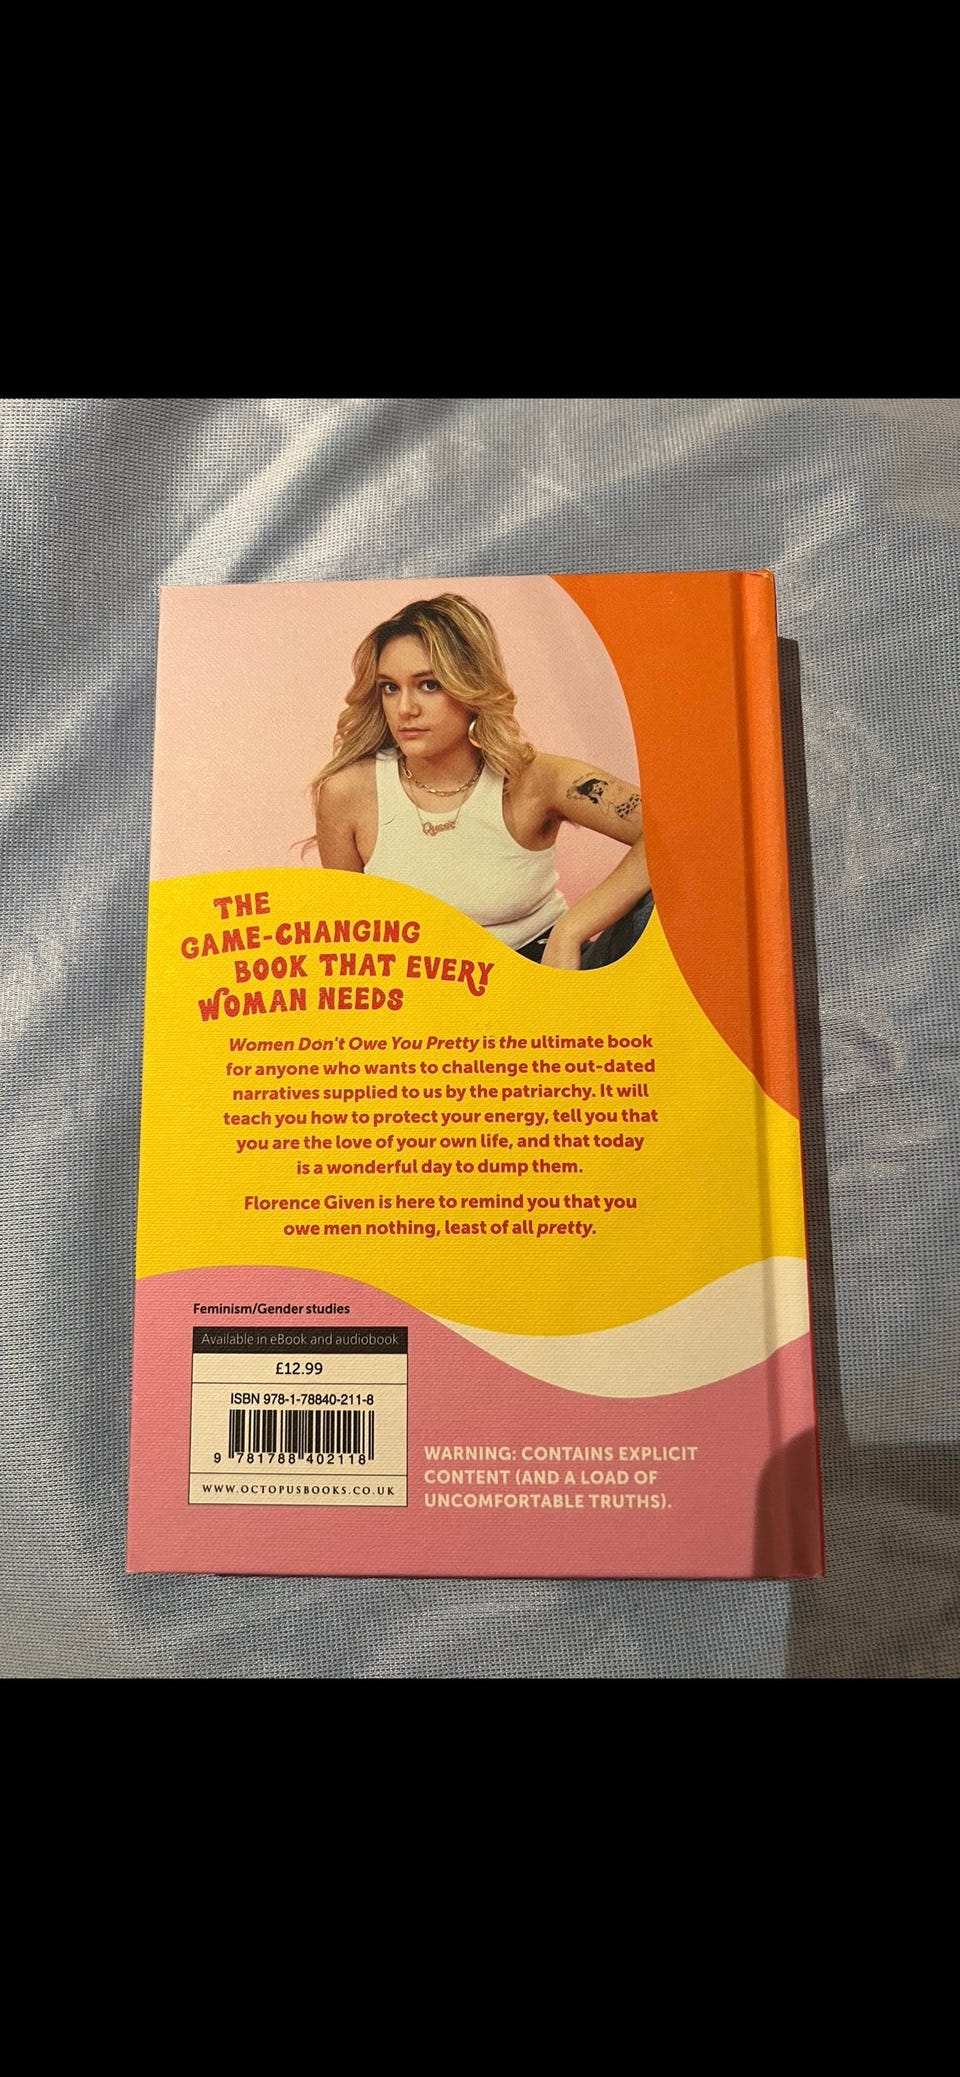 THE
GAME-CHANGING
BOOK THAT EVERY
WOMAN NEEDS
Women Don't Owe You Pretty is the ultimate book
for anyone who wants to challenge the out-dated
narratives supplied to us by the patriarchy. It will
teach you how to protect your energy, tell you that
you are the love of your own life, and that today
is a wonderful day to dump them.
Florence Given is here to remind you that you
owe men nothing, least of all pretty.
Feminism/Gender studies
Available in eBook and audiobook
£12.99
ISBN 978-1-78840-211-8
9 781788 402118
WWW.OCTOPUSBOOKS.CO.UK
WARNING: CONTAINS EXPLICIT
CONTENT (AND A LOAD OF
UNCOMFORTABLE TRUTHS).